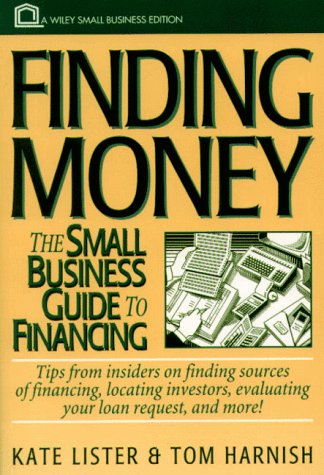 A WILEY SMALL BUSINESS EDITION
FINDING
MONEY
THE SMALL
BUSINESS
GUIDE TO
FINANCING
Tips from insiders on finding sources
of financing, locating investors, evaluating
your loan request, and more!
KATE LISTER & TOM HARNISH